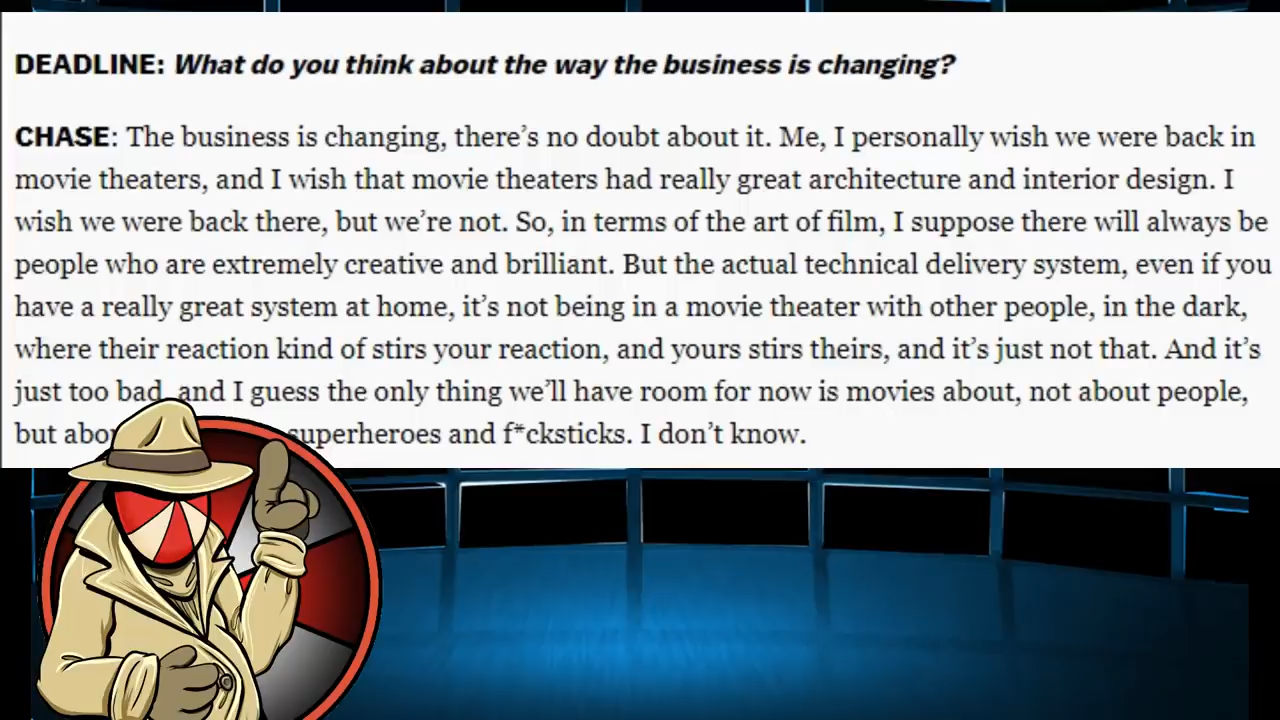 DEADLINE: What do you think about the way the business is changing?
CHASE: The business is changing, there’s no doubt about it. Me, I personally wish we were back in
movie theaters, and I wish that movie theaters had really great architecture and interior design. I
wish we were back there, but we’re not. So, in terms of the art of film, I suppose there will always be
people who are extremely creative and brilliant. But the actual technical delivery system, even if you
have a really great system at home, it’s not being in a movie theater with other people, in the dark,
where their reaction kind of stirs your reaction, and yours stirs theirs, and it’s just not that. And it’s
just too bad, and I guess the only thing we’ll have room for now is movies about, not about people,
but superheroes and f*cksticks. I don’t know.